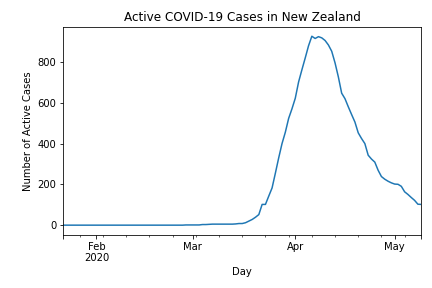 Active COVID-19 Cases in New Zealand
Number of Active Cases
800
600
400
200
0
Feb
2020
Mar
Apr
May
Day